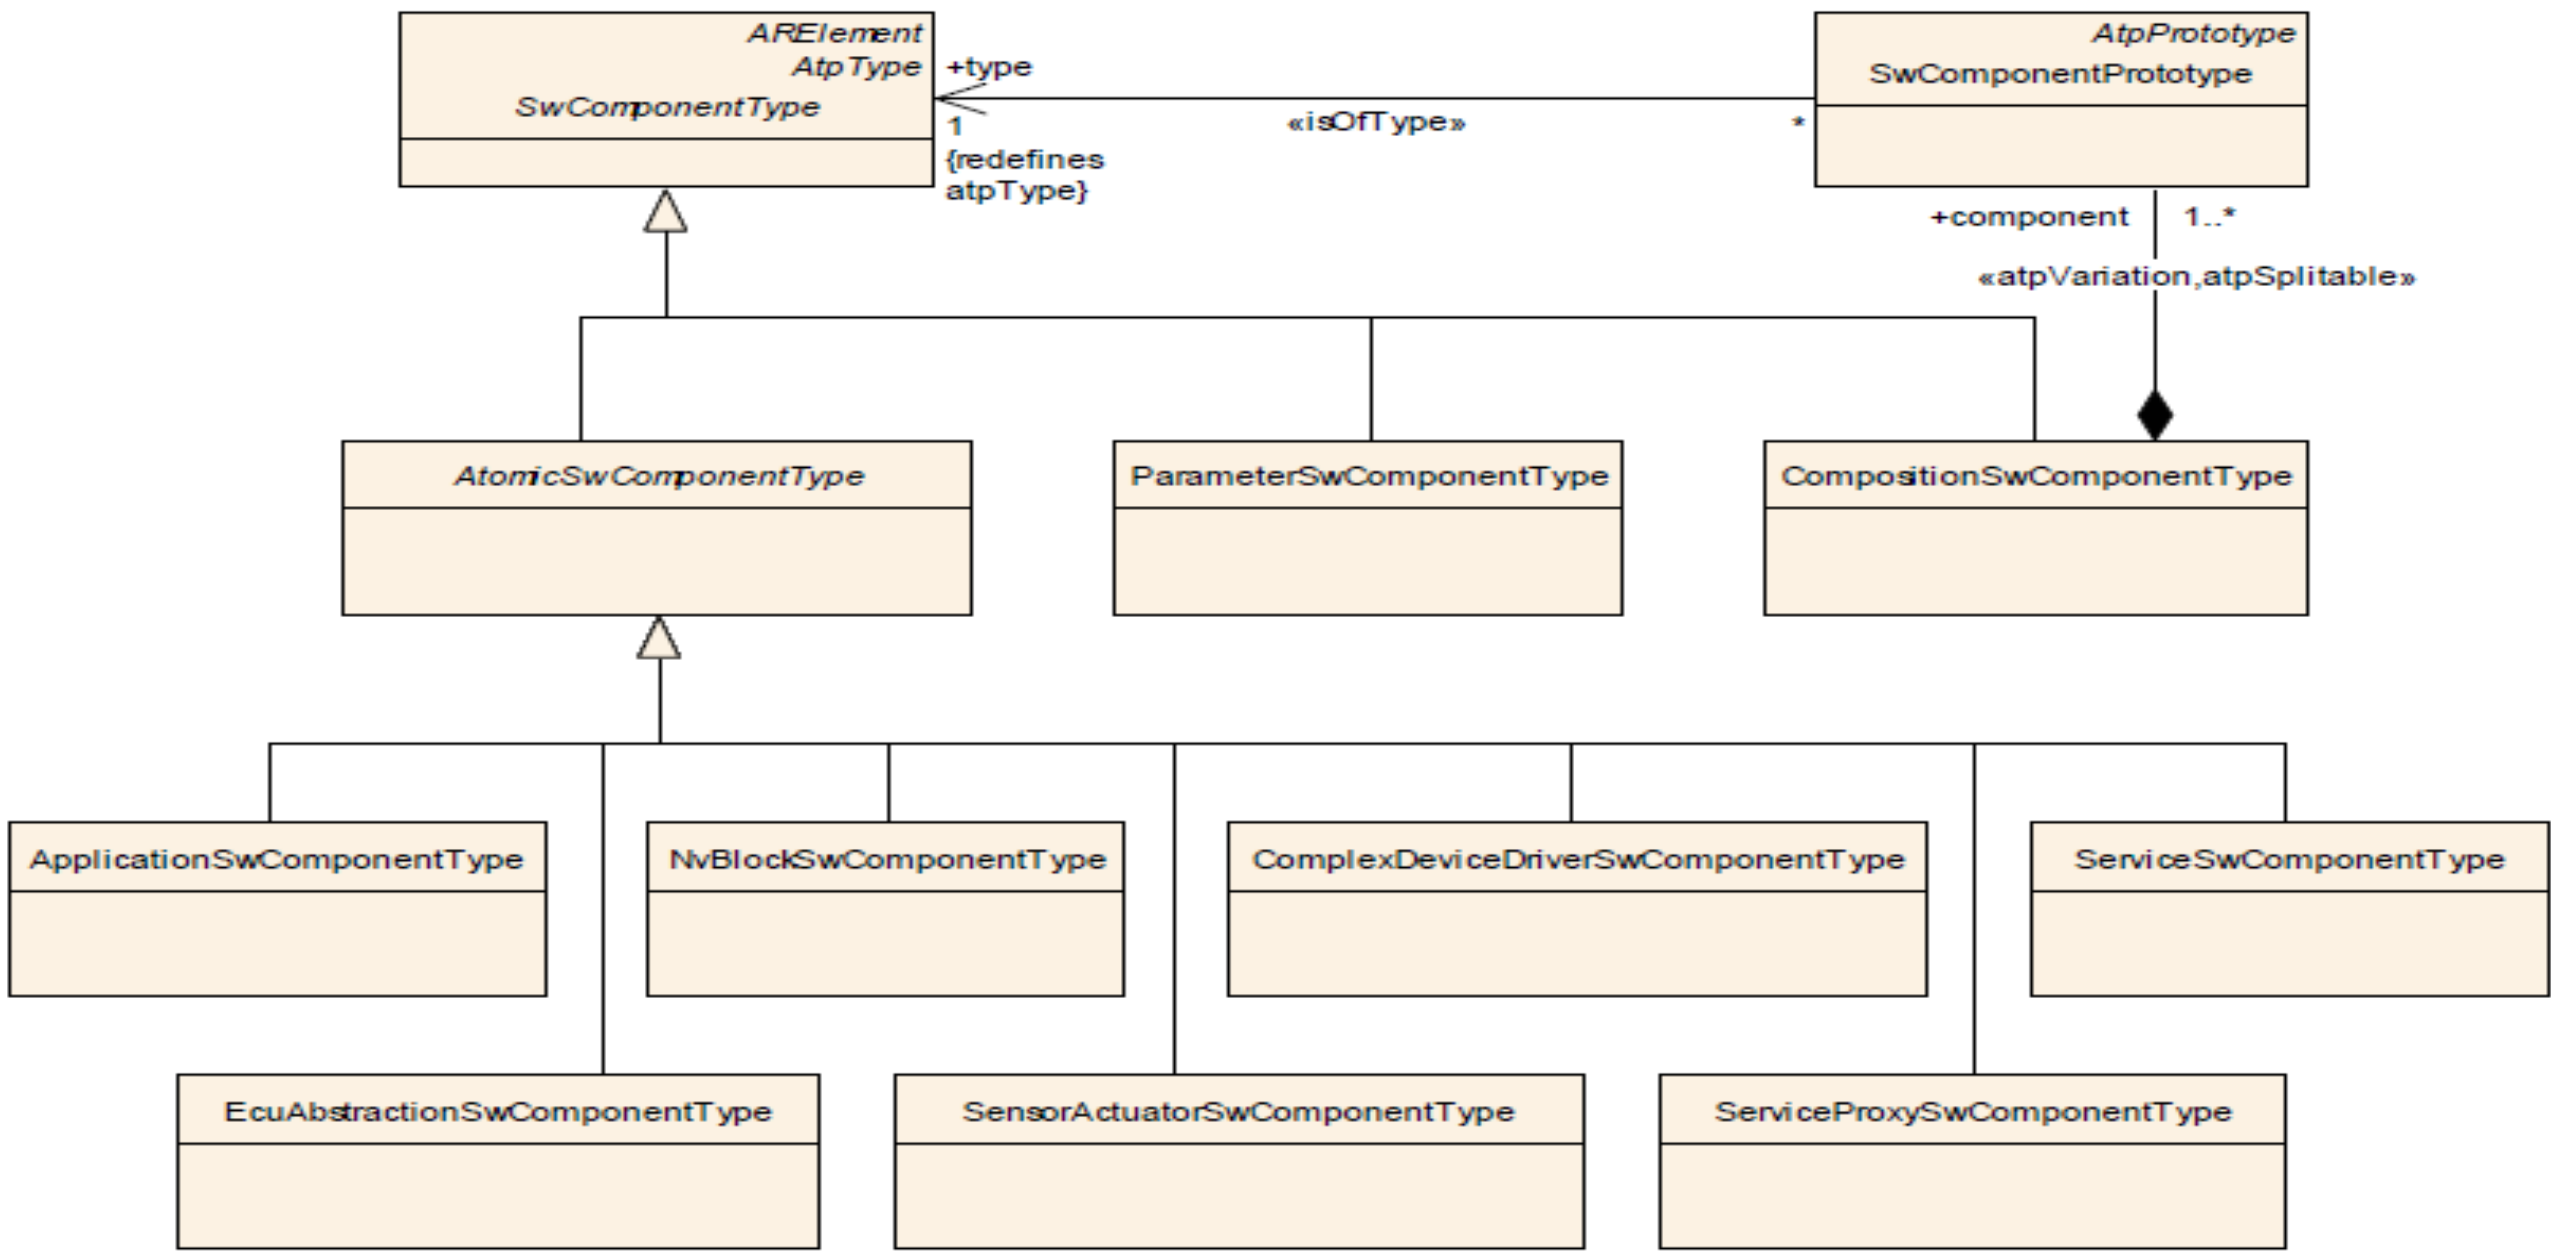 ARElement
AtpType
SwComponentType
+type
1
{redefines
atpType}
«isOfType»
*
AtpPrototype
SwComponentPrototype
+component
1..*
«atpVariation,atpSplitable»
AtomicSwComponentType
ParameterSwComponentType
CompositionSwComponentType
ApplicationSwComponentType
NvBlockSwComponentType
ComplexDeviceDriverSwComponentType
ServiceSwComponentType
EcuAbstractionSwComponentType
SensorActuatorSwComponentType
ServiceProxySwComponentType